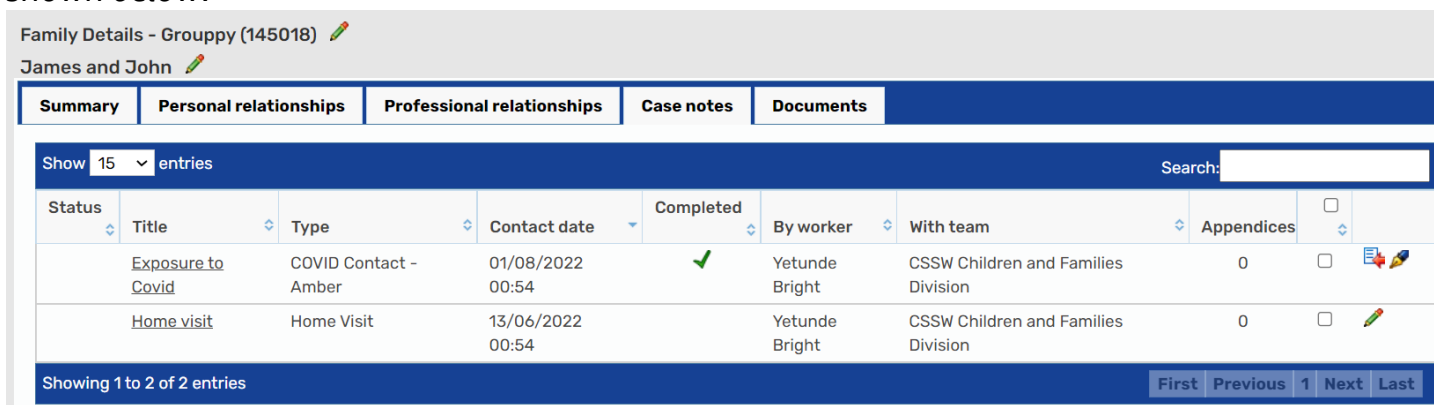 Family Details - Grouppy (145018)
James and John
Summary Personal relationships Professional relationships Case notes Documents
Show 15 entries Search:
Status Title Type Contact date Completed By worker With team Appendices
Exposure to COVID Contact - 01/08/2022 Yetunde CSSW Children and Families 0
Covid Amber 00:54 Bright Division
Home visit Home Visit 13/06/2022 Yetunde CSSW Children and Families 0
00:54 Bright Division
Showing 1 to 2 of 2 entries First Previous 1 Next Last